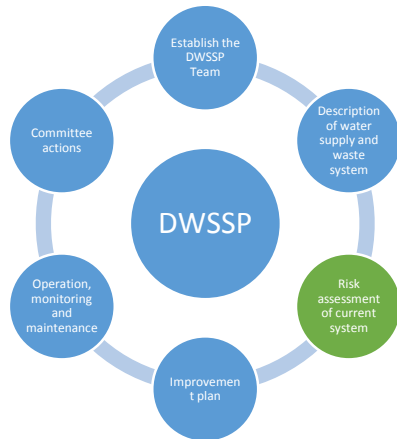 Establish the
DWSSP
Team
Description
of water
supply and
waste
system
Risk
assessment
of current
system
Improvemen
t plan
Operation,
monitoring
and
maintenance
Committee
actions
DWSSP